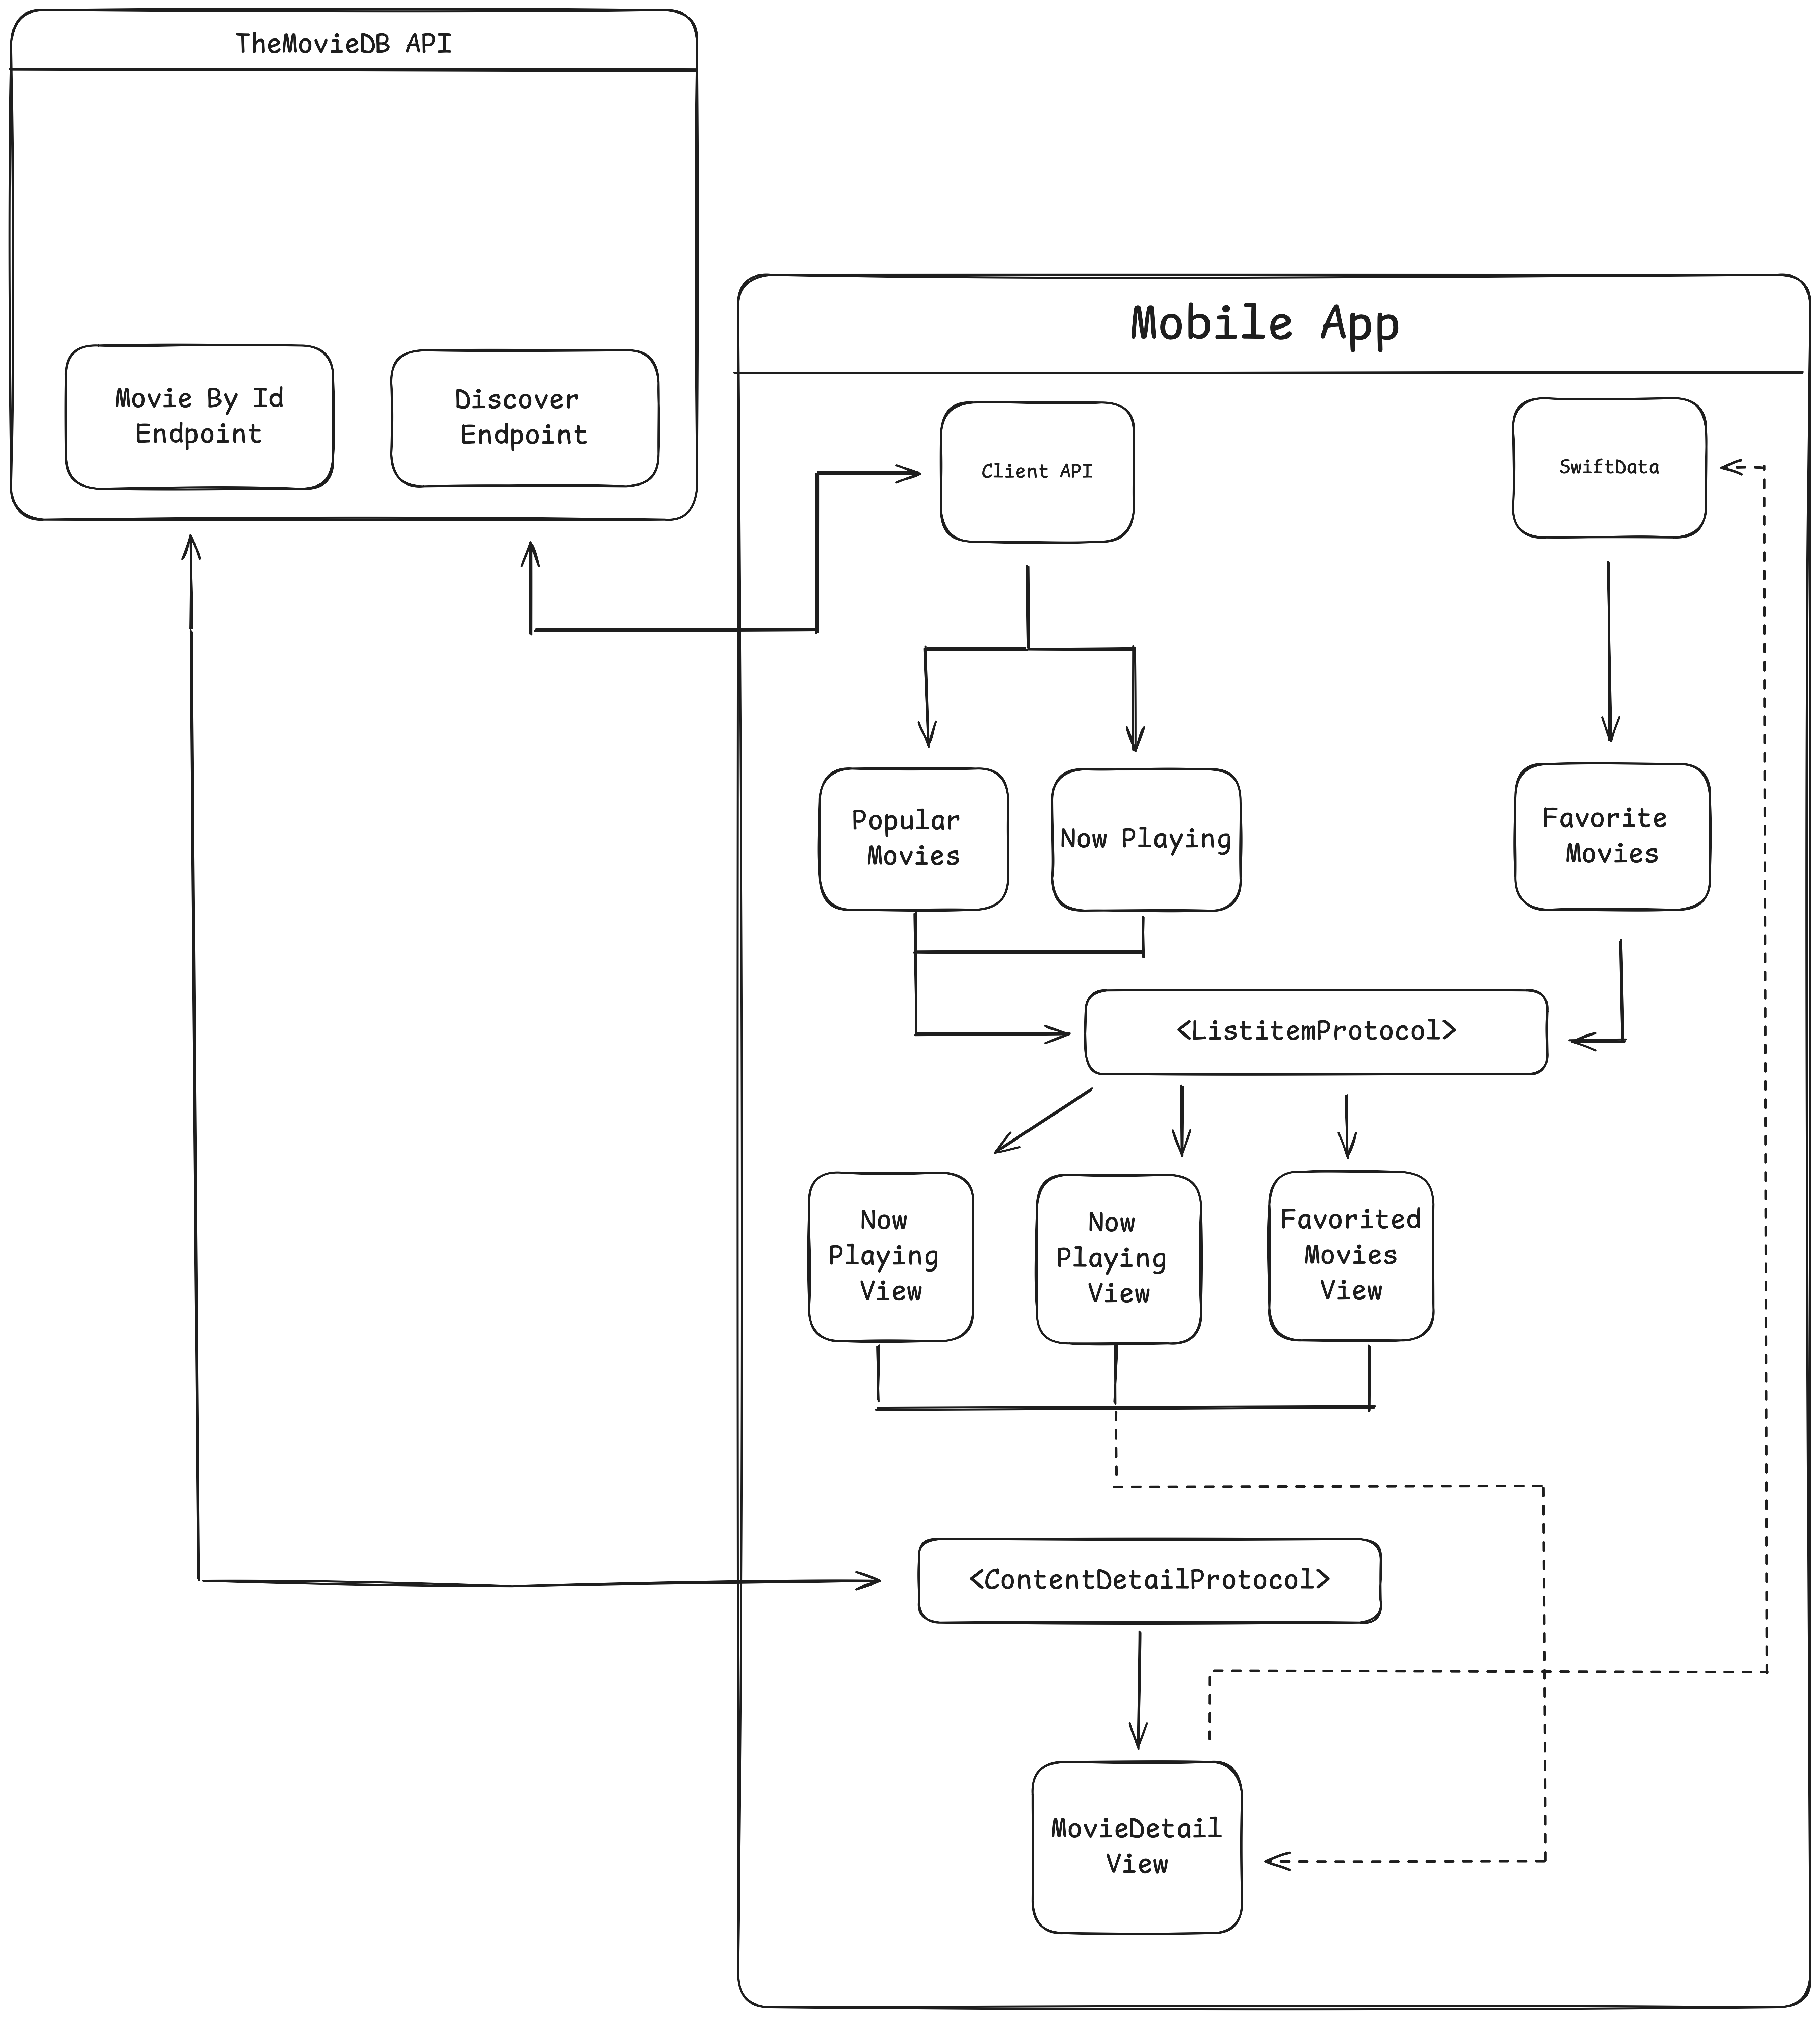 TheMovieDB API
Movie By Id
Endpoint
Discover
Endpoint
Mobile App
Client API
SwiftData
Popular
Movies
Now Playing
Favorite
Movies
<ListitemProtocol>
Now
Playing
View
Now
Playing
View
Favorited
Movies
View
<ContentDetailProtocol>
MovieDetail
View